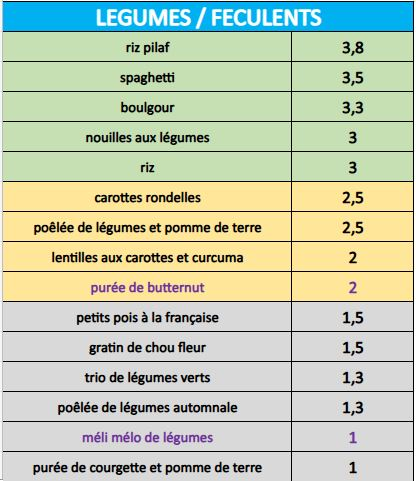 LEGUMES / FECULENTS
riz pilaf 3,8
spaghetti 3,5
boulgour 3,3
nouilles aux légumes 3
riz 3
carottes rondelles 2,5
poêlée de légumes et pomme de terre 2,5
lentilles aux carottes et curcuma 2
purée de butternut 2
petits pois à la française 1,5
gratin de chou fleur 1,5
trio de légumes verts 1,3
poêlée de légumes automnale 1,3
méli mélo de légumes 1
purée de courgette et pomme de terre 1